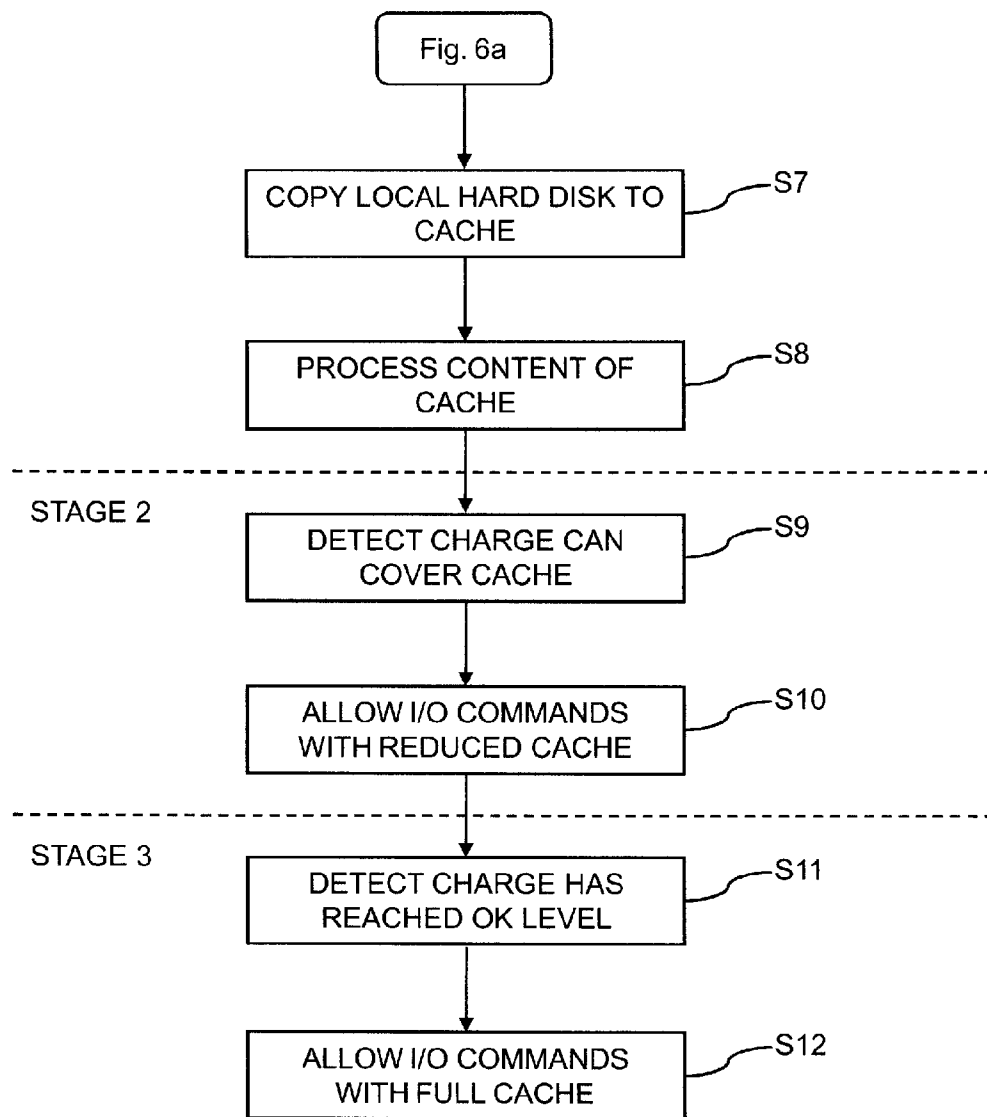 Fig. 6a
COPY LOCAL HARD DISK TO
CACHE
S7
PROCESS CONTENT OF
CACHE
S8
STAGE 2
DETECT CHARGE CAN
COVER CACHE
S9
ALLOW I/O COMMANDS
WITH REDUCED CACHE
S10
STAGE 3
DETECT CHARGE HAS
REACHED OK LEVEL
S11
ALLOW I/O COMMANDS
WITH FULL CACHE
S12